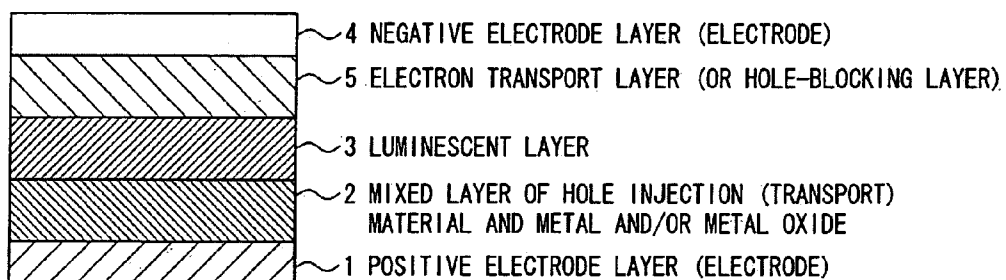 4 NEGATIVE ELECTRODE LAYER (ELECTRODE)
5 ELECTRON TRANSPORT LAYER (OR HOLE-BLOCKING LAYER)
3 LUMINESCENT LAYER
2 MIXED LAYER OF HOLE INJECTION (TRANSPORT)
MATERIAL AND METAL AND/OR METAL OXIDE
1 POSITIVE ELECTRODE LAYER (ELECTRODE)